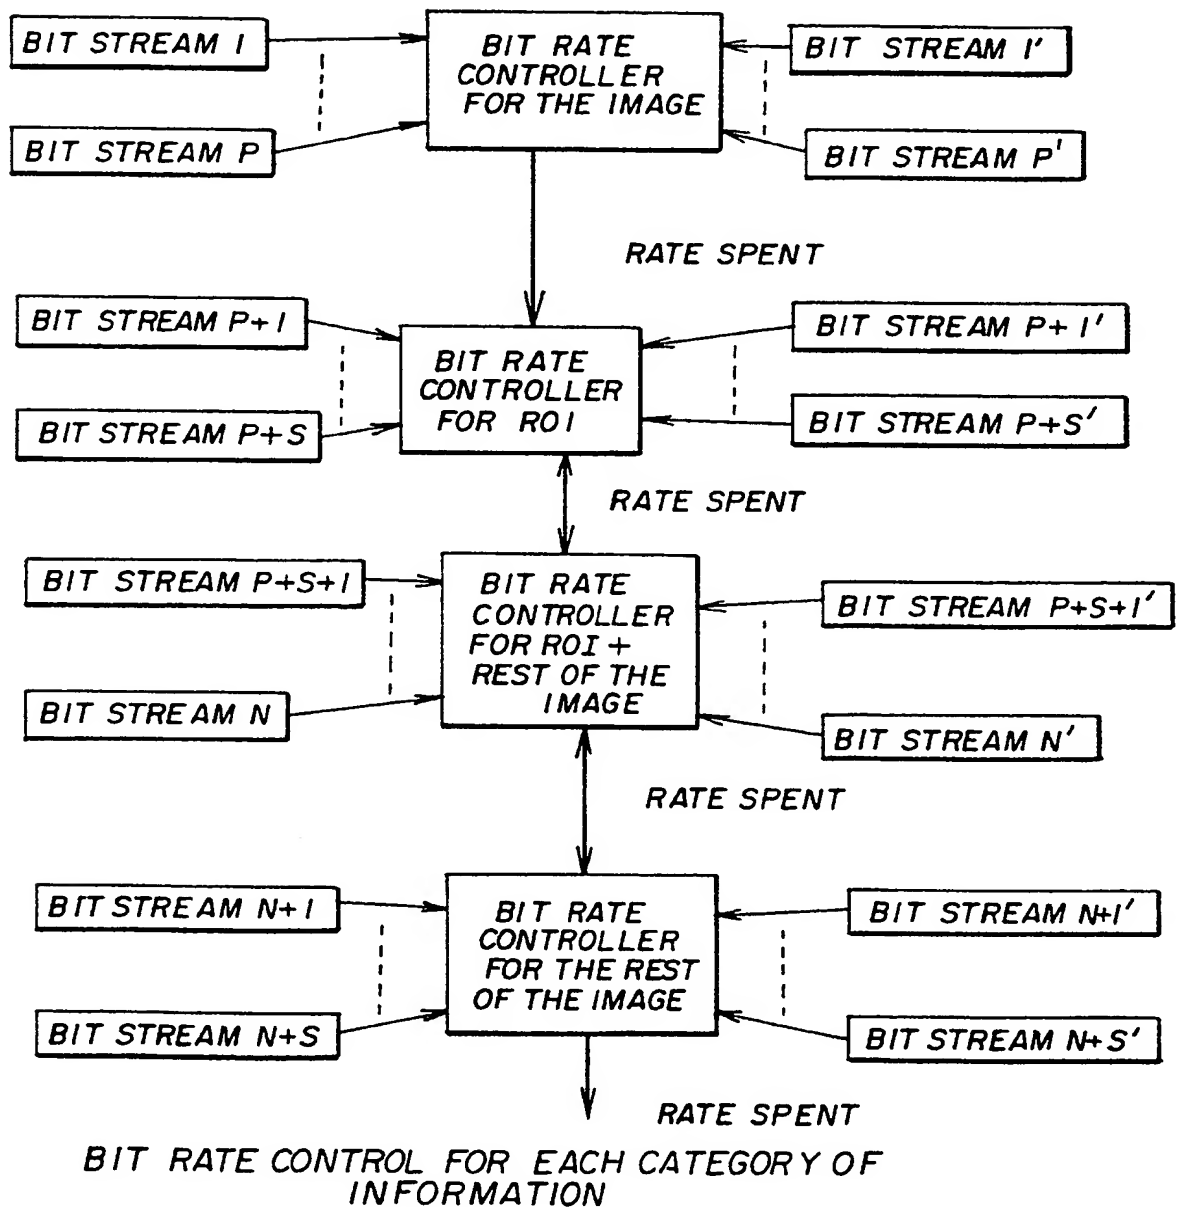 BIT STREAM 1
BIT RATE
CONTROLLER
FOR THE IMAGE
BIT STREAM 1'
BIT STREAM P
BIT STREAM P'
RATE SPENT
BIT STREAM P+1
BIT RATE
CONTROLLER
FOR ROI
BIT STREAM P+1'
BIT STREAM P+S
BIT STREAM P+S'
RATE SPENT
BIT STREAM P+S+1
BIT RATE
CONTROLLER
FOR ROI +
REST OF THE
IMAGE
BIT STREAM P+S+1'
BIT STREAM N
BIT STREAM N'
RATE SPENT
BIT STREAM N+1
BIT RATE
CONTROLLER
FOR THE REST
OF THE IMAGE
BIT STREAM N+1'
BIT STREAM N+S
BIT STREAM N+S'
RATE SPENT
BIT RATE CONTROL FOR EACH CATEGORY OF
INFORMATION